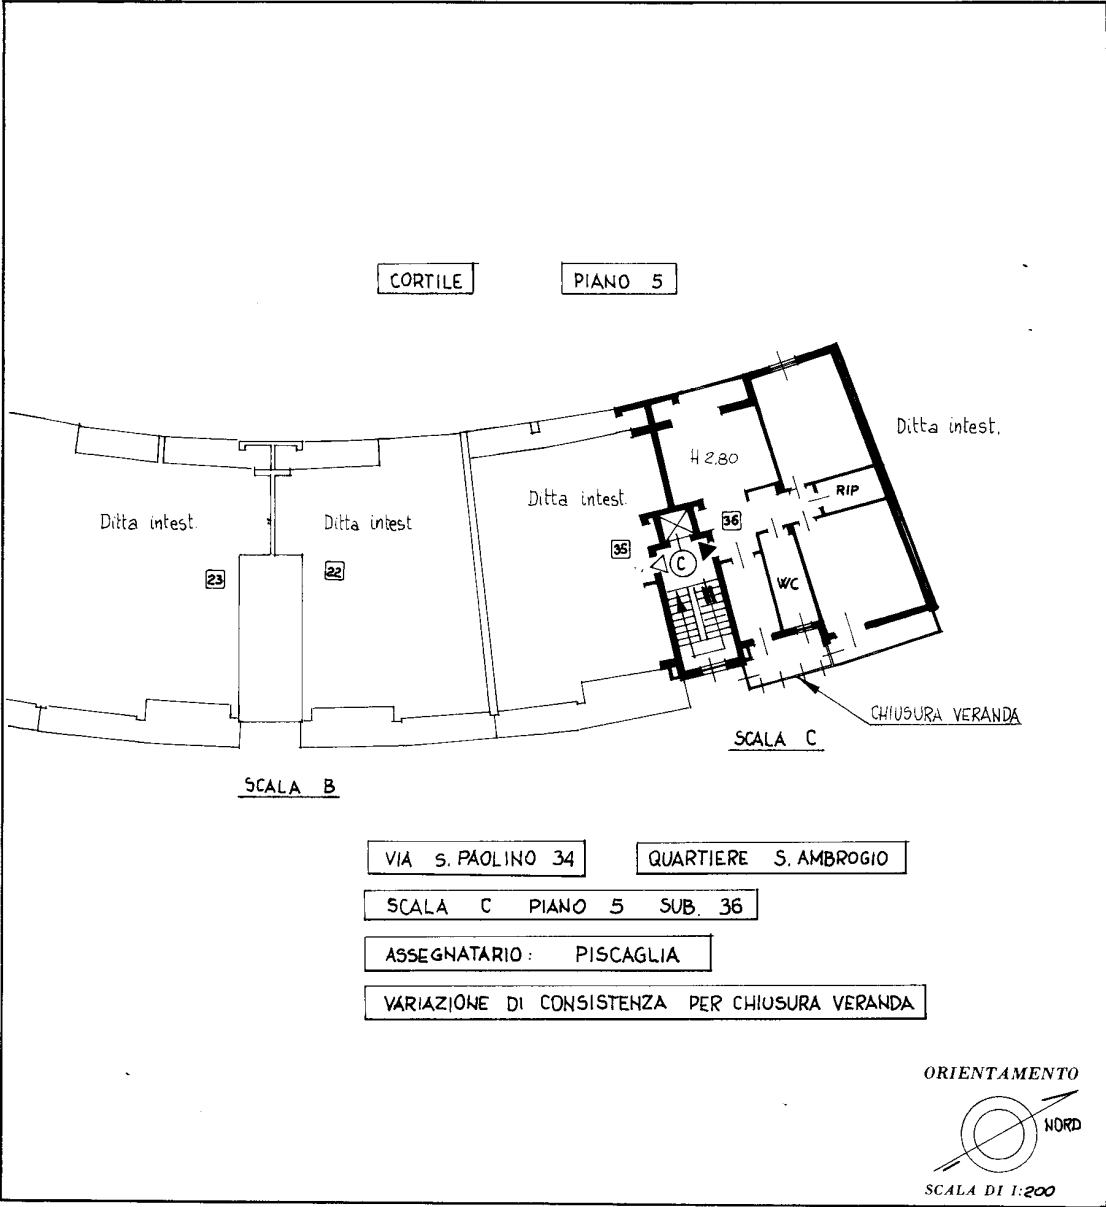 CORTILE
PIANO 5
Ditta intest.
H 2.80
RIP
Ditta intest.
36
Ditta intest.
Ditta intest
35
C
23
22
WC
CHIUSURA VERANDA
SCALA C
SCALA B
VIA S. PAOLINO 34
QUARTIERE S. AMBROGIO
SCALA C PIANO 5 SUB. 36
ASSEGNATARIO: PISCAGLIA
VARIAZIONE DI CONSISTENZA PER CHIUSURA VERANDA
ORIENTAMENTO
NORD
SCALA DI 1:200